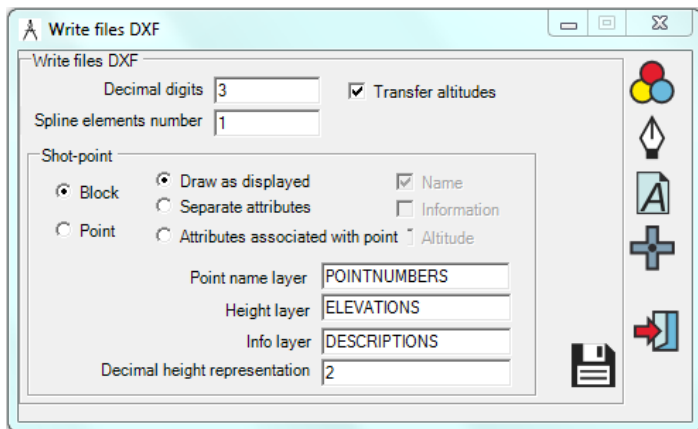 Write files DXF
Write files DXF
Decimal digits 3 Transfer altitudes
Spline elements number 1
Shot-point
Block Draw as displayed Name
Separate attributes Information
Point Attributes associated with point Altitude
Point name layer POINTNUMBERS
Height layer ELEVATIONS
Info layer DESCRIPTIONS
Decimal height representation 2
A